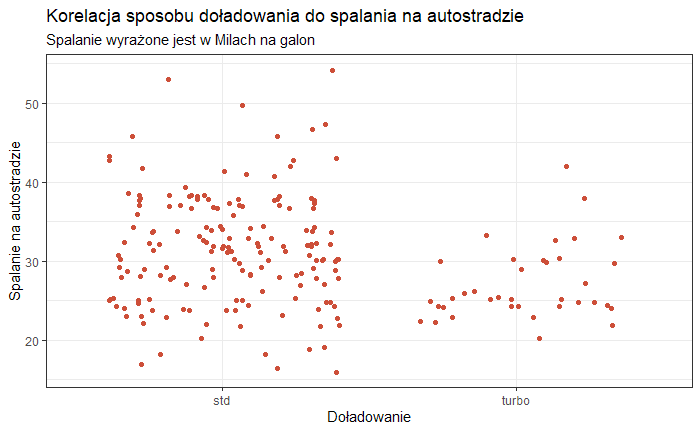 Korelacja sposobu doładowania do spalania na autostradzie
Spalanie wyrażone jest w Milach na galon
50
40
30
20
Spalanie na autostradzie
std
turbo
Doładowanie